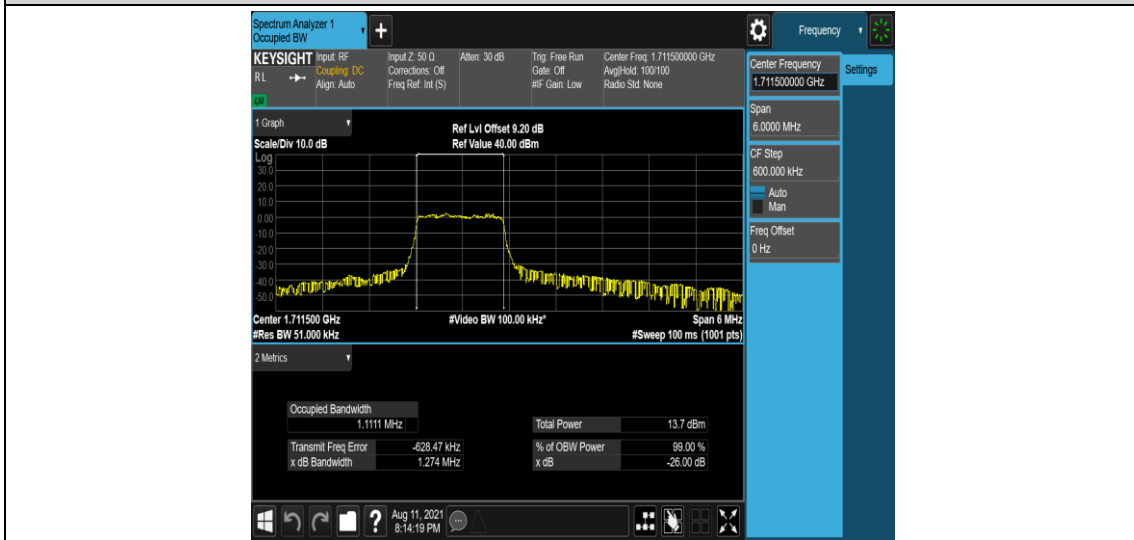 Spectrum Analyzer 1
Occupied BW
+
Frequency
KEYSIGHT
RL
Input: RF
Coupling: DC
Align: Auto
Input Z: 50 Ω
Corrections: Off
Freq Ref: Int (S)
Atten: 30 dB
Trig: Free Run
Gate: Off
#IF Gain: Low
Center Freq: 1.711500000 GHz
Avg|Hold: 100/100
Radio Std: None
Center Frequency
1.711500000 GHz
Settings
Span
6.0000 MHz
CF Step
600.000 kHz
Auto
Man
Freq Offset
0 Hz
1 Graph
Ref Lvl Offset 9.20 dB
Scale/Div 10.0 dB
Ref Value 40.00 dBm
Log
30.0
20.0
10.0
0.00
-10.0
-20.0
-30.0
-40.0
-50.0
Center 1.711500 GHz
#Video BW 100.00 kHz*
Span 6 MHz
#Res BW 51.000 kHz
#Sweep 100 ms (1001 pts)
2 Metrics
Occupied Bandwidth
1.1111 MHz
Total Power 13.7 dBm
Transmit Freq Error -628.47 kHz
% of OBW Power 99.00 %
x dB Bandwidth 1.274 MHz
x dB -26.00 dB
?
Aug 11, 2021
8:14:19 PM